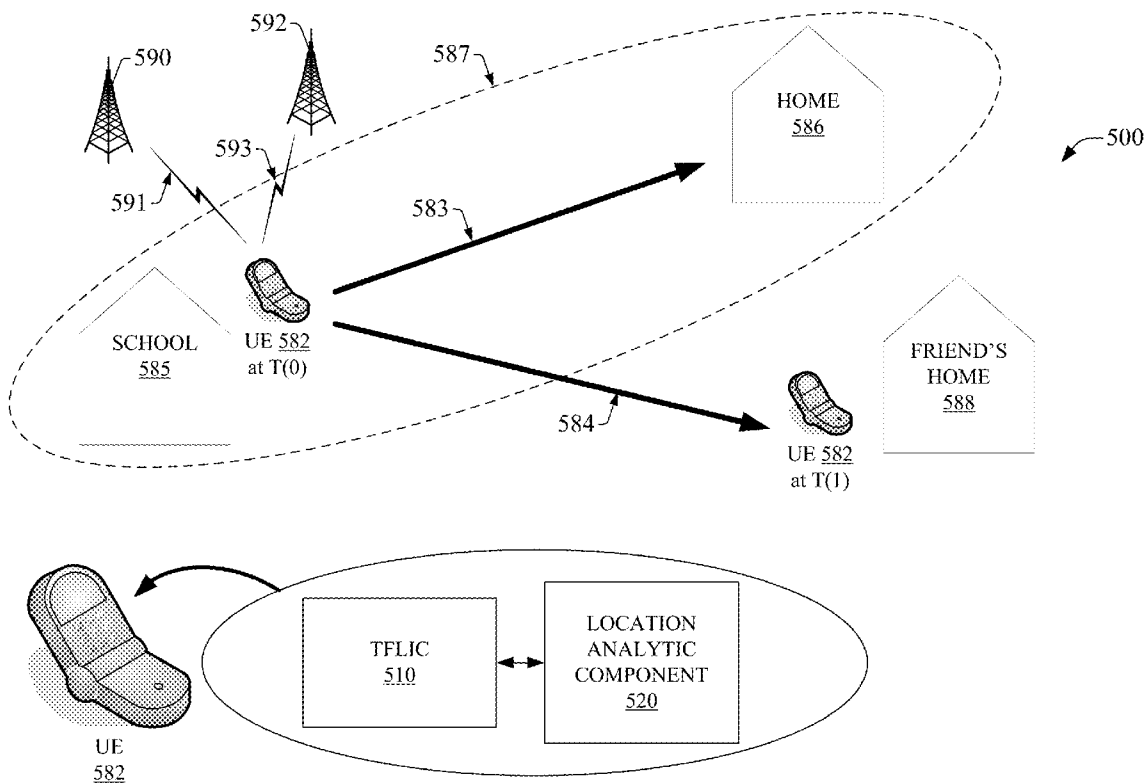 592
590
587
HOME
586
500
593
591
583
SCHOOL
585
UE 582
at T(0)
FRIEND'S
HOME
588
584
UE 582
at T(1)
TFLIC
510
LOCATION
ANALYTIC
COMPONENT
520
UE
582